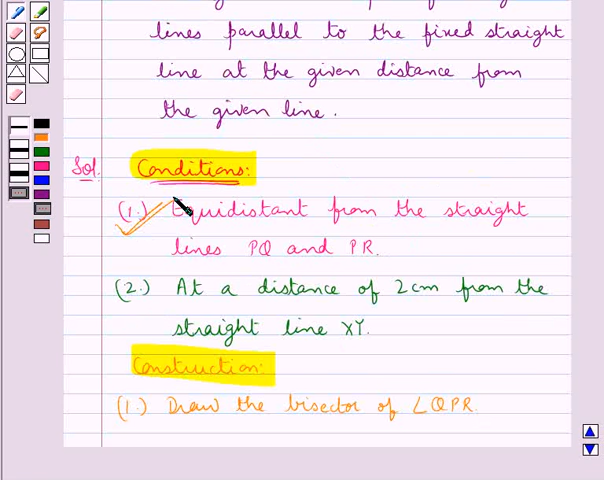 lines parallel to the fixed straight
line at the given distance from
the given line.
Sol. Conditions:
(1.) Equidistant from the straight
lines PQ and PR.
(2.) At a distance of 2cm from the
straight line XY.
Construction:
(1.) Draw the bisector of ∠QPR.